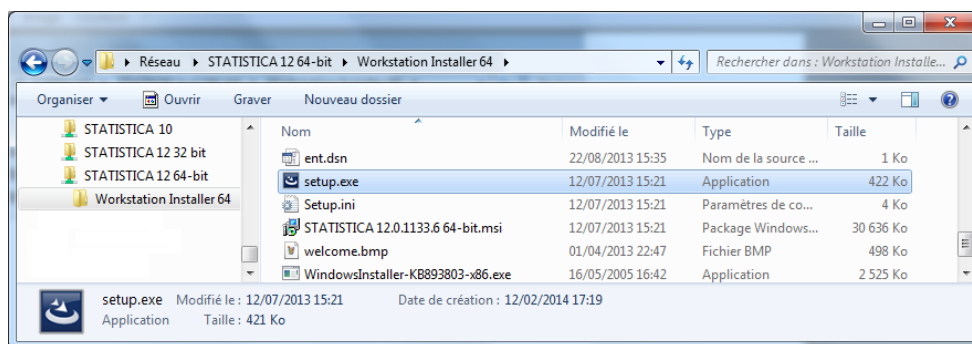 Réseau ▸ STATISTICA 12 64-bit ▸ Workstation Installer 64 ▸ Rechercher dans : Workstation Installe...
Organiser Ouvrir Graver Nouveau dossier
STATISTICA 10
STATISTICA 12 32 bit
STATISTICA 12 64-bit
Workstation Installer 64
Nom Modifié le Type Taille
ent.dsn 22/08/2013 15:35 Nom de la source ... 1 Ko
setup.exe 12/07/2013 15:21 Application 422 Ko
Setup.ini 12/07/2013 15:21 Paramètres de co... 4 Ko
STATISTICA 12.0.1133.6 64-bit.msi 12/07/2013 15:21 Package Windows... 30 636 Ko
welcome.bmp 01/04/2013 22:47 Fichier BMP 498 Ko
WindowsInstaller-KB893803-x86.exe 16/05/2005 16:42 Application 2 525 Ko
setup.exe Modifié le : 12/07/2013 15:21 Date de création : 12/02/2014 17:19
Application Taille : 421 Ko